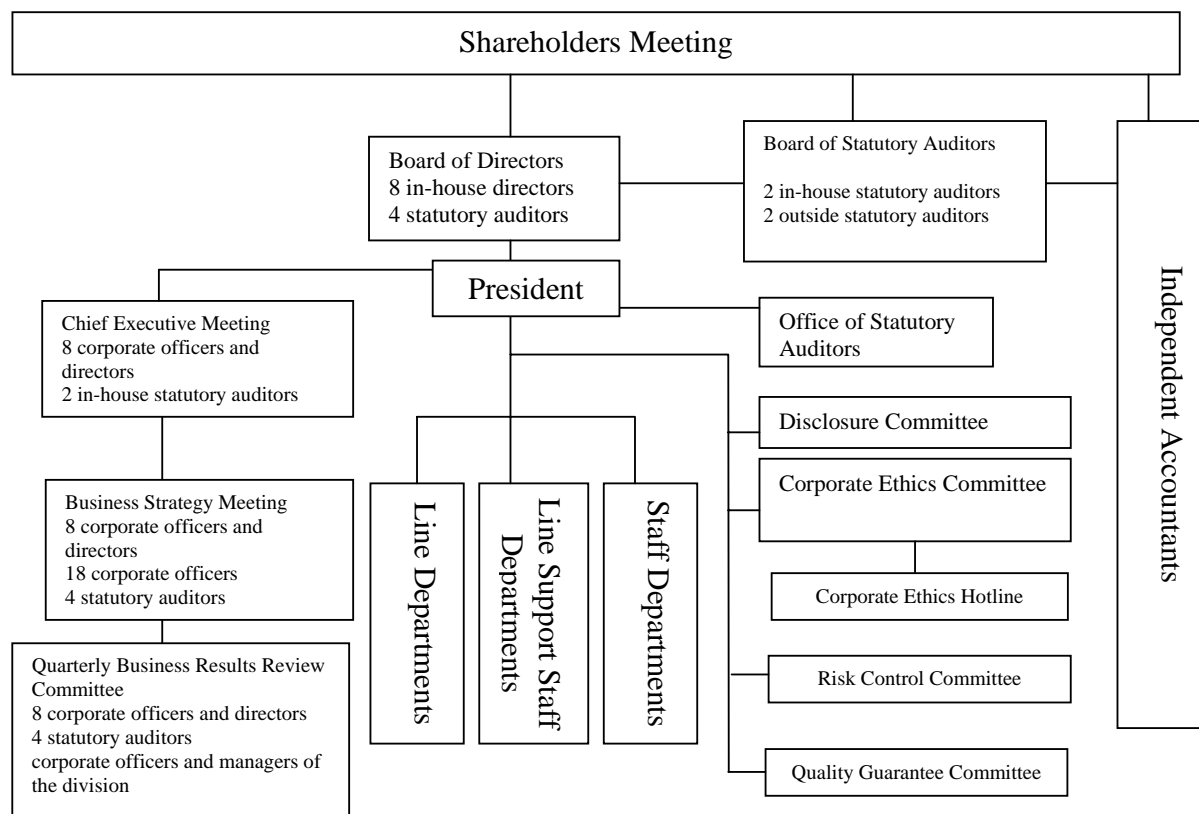 Shareholders Meeting
Board of Directors
8 in-house directors
4 statutory auditors
Board of Statutory Auditors
2 in-house statutory auditors
2 outside statutory auditors
Independent Accountants
President
Chief Executive Meeting
8 corporate officers and
directors
2 in-house statutory auditors
Office of Statutory
Auditors
Disclosure Committee
Corporate Ethics Committee
Corporate Ethics Hotline
Risk Control Committee
Quality Guarantee Committee
Business Strategy Meeting
8 corporate officers and
directors
18 corporate officers
4 statutory auditors
Line Departments
Line Support Staff
Departments
Staff Departments
Quarterly Business Results Review
Committee
8 corporate officers and directors
4 statutory auditors
corporate officers and managers of
the division